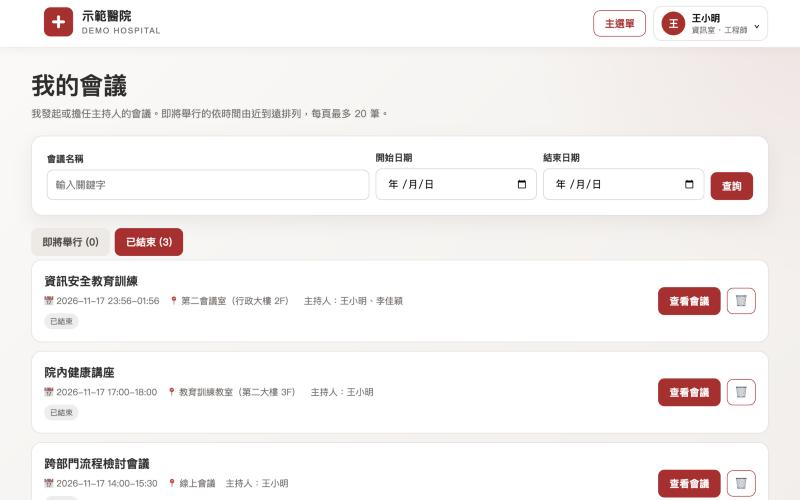 示範醫院
DEMO HOSPITAL
主選單
王
王小明
資訊室 · 工程師
我的會議
我發起或擔任主持人的會議。即將舉行的依時間由近到遠排列，每頁最多 20 筆。
會議名稱
開始日期
結束日期
輸入關鍵字
年 /月/日
年 /月/日
查詢
即將舉行 (0)
已結束 (3)
資訊安全教育訓練
2026-11-17 23:56-01:56 第二會議室（行政大樓 2F） 主持人：王小明、李佳穎
已結束
查看會議
院內健康講座
2026-11-17 17:00-18:00 教育訓練教室（第二大樓 3F） 主持人：王小明
已結束
查看會議
跨部門流程檢討會議
2026-11-17 14:00-15:30 線上會議 主持人：王小明
查看會議